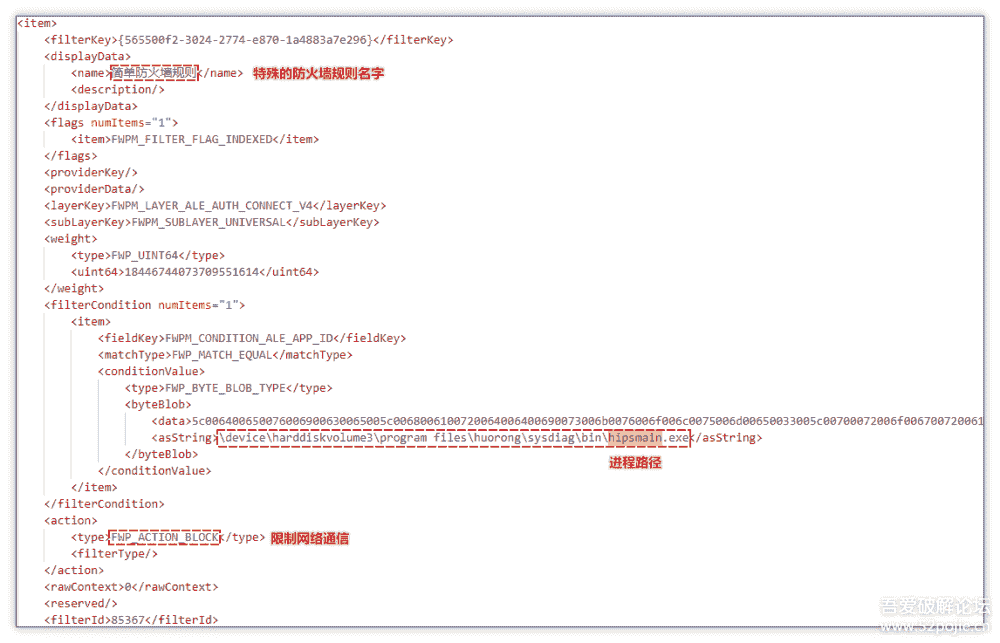 <item>
<filterKey>{565500f2-3024-2774-e870-1a4883a7e296}</filterKey>
<displayData>
<name>简单防火墙规则</name> 特殊的防火墙规则名字
<description/>
</displayData>
<flags numItems="1">
<item>FWPM_FILTER_FLAG_INDEXED</item>
</flags>
<providerKey/>
<providerData/>
<layerKey>FWPM_LAYER_ALE_AUTH_CONNECT_V4</layerKey>
<subLayerKey>FWPM_SUBLAYER_UNIVERSAL</subLayerKey>
<weight>
<type>FWP_UINT64</type>
<uint64>18446744073709551614</uint64>
</weight>
<filterCondition numItems="1">
<item>
<fieldKey>FWPM_CONDITION_ALE_APP_ID</fieldKey>
<matchType>FWP_MATCH_EQUAL</matchType>
<conditionValue>
<type>FWP_BYTE_BLOB_TYPE</type>
<byteBlob>
<data>5c006400650076006900630065005c0068006100720064006400690073006b0076006f006c0075006d00650033005c00700072006f006700720061
<asString>\device\harddiskvolume3\program files\huorong\sysdiag\bin\hipsmain.exe</asString>
</byteBlob> 进程路径
</conditionValue>
</item>
</filterCondition>
<action>
<type>FWP_ACTION_BLOCK</type> 限制网络通信
<filterType/>
</action>
<rawContext>0</rawContext>
<reserved/>
<filterId>85367</filterId>
吾爱破解论坛
www.52pojie.cn